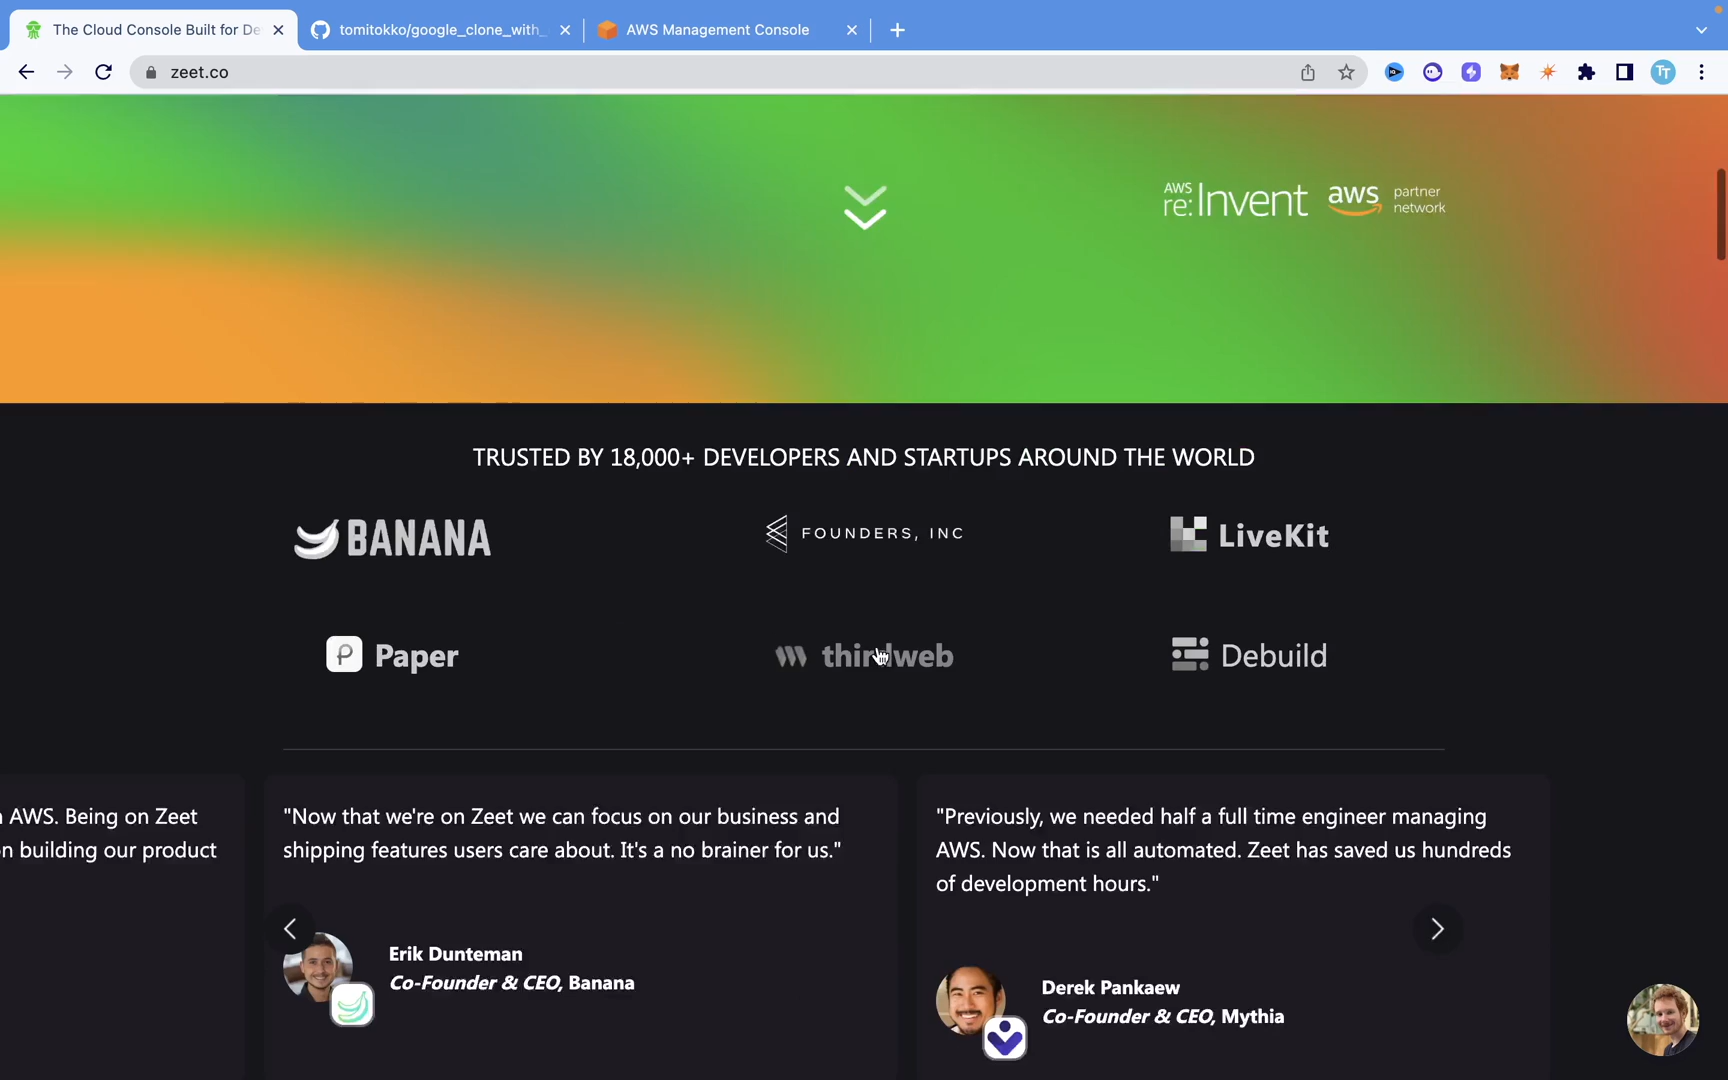 The Cloud Console Built for De
tomitokko/google_clone_with_
AWS Management Console
zeet.co
TT
AWS
re:Invent
aws
partner
network
TRUSTED BY 18,000+ DEVELOPERS AND STARTUPS AROUND THE WORLD
BANANA
FOUNDERS, INC
LiveKit
Paper
thirdweb
Debuild
AWS. Being on Zeet
n building our product
"Now that we're on Zeet we can focus on our business and
shipping features users care about. It's a no brainer for us."
"Previously, we needed half a full time engineer managing
AWS. Now that is all automated. Zeet has saved us hundreds
of development hours."
Erik Dunteman
Co-Founder & CEO, Banana
Derek Pankaew
Co-Founder & CEO, Mythia